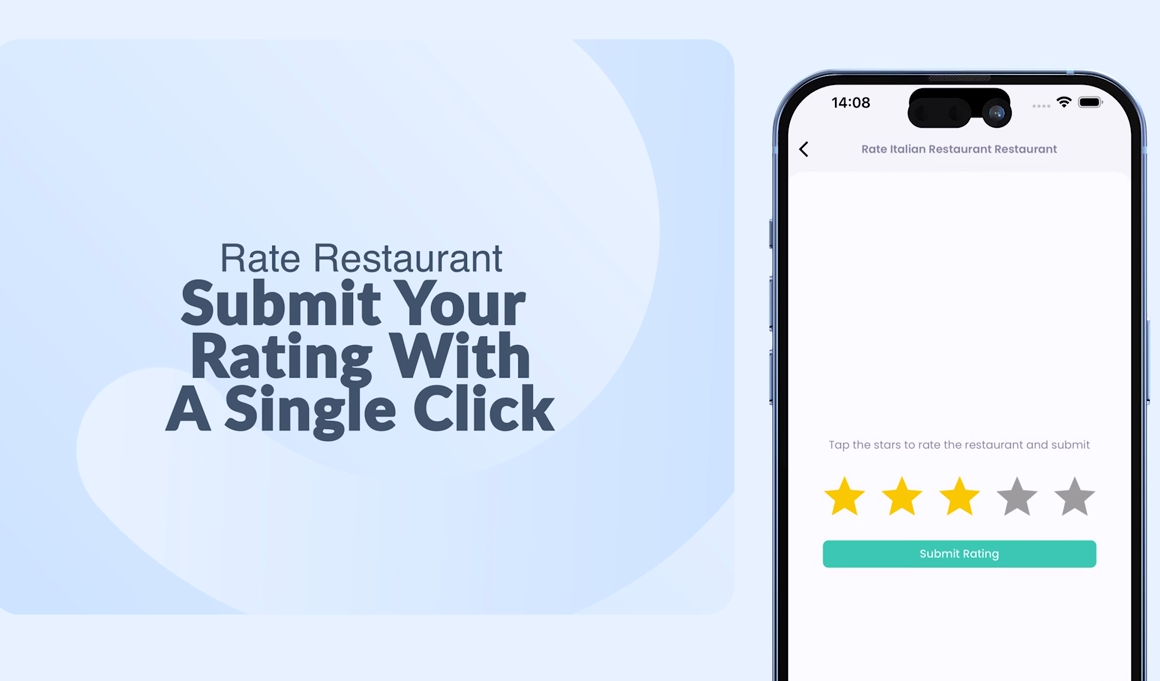 Rate Restaurant
Submit Your
Rating With
A Single Click
14:08
Rate Italian Restaurant Restaurant
Tap the stars to rate the restaurant and submit
Submit Rating